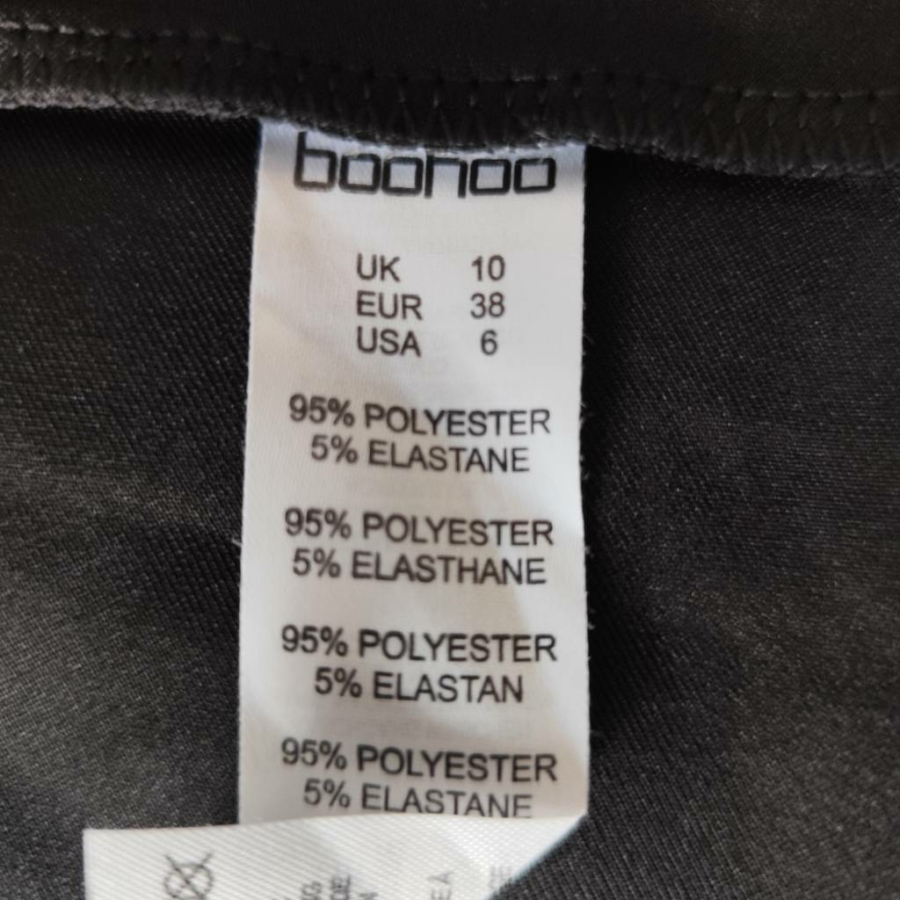 boohoo
UK 10
EUR 38
USA 6
95% POLYESTER
5% ELASTANE
95% POLYESTER
5% ELASTHANE
95% POLYESTER
5% ELASTAN
95% POLYESTER
5% ELASTANE